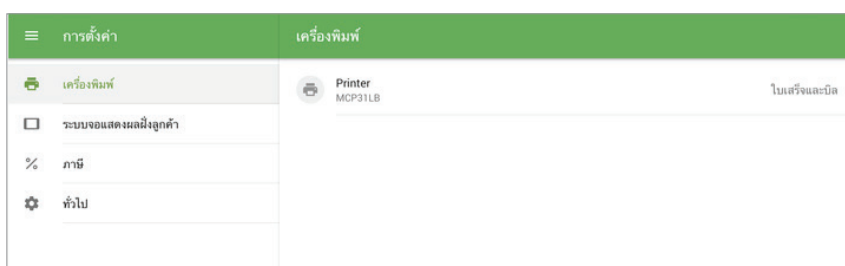 การตั้งค่า
เครื่องพิมพ์
เครื่องพิมพ์
ระบบจอแสดงผลฝั่งลูกค้า
ภาษี
ทั่วไป
Printer
MCP31LB
ใบเสร็จและบิล